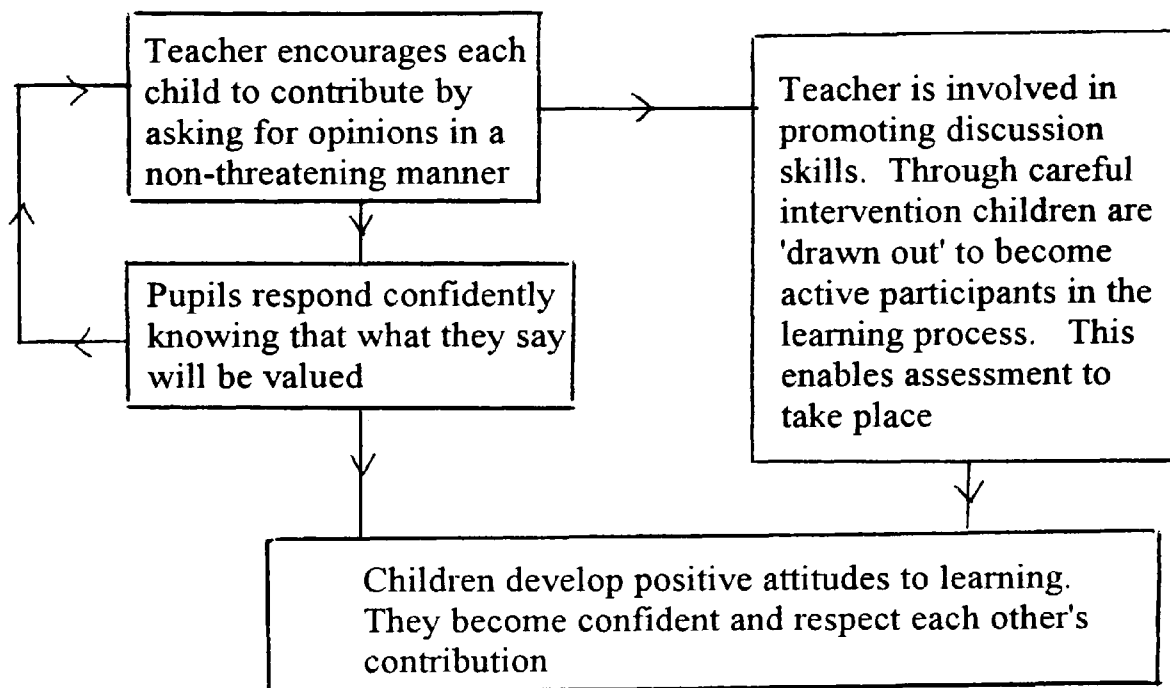 Teacher encourages each
child to contribute by
asking for opinions in a
non-threatening manner
Teacher is involved in
promoting discussion
skills. Through careful
intervention children are
'drawn out' to become
active participants in the
learning process. This
enables assessment to
take place
Pupils respond confidently
knowing that what they say
will be valued
Children develop positive attitudes to learning.
They become confident and respect each other's
contribution